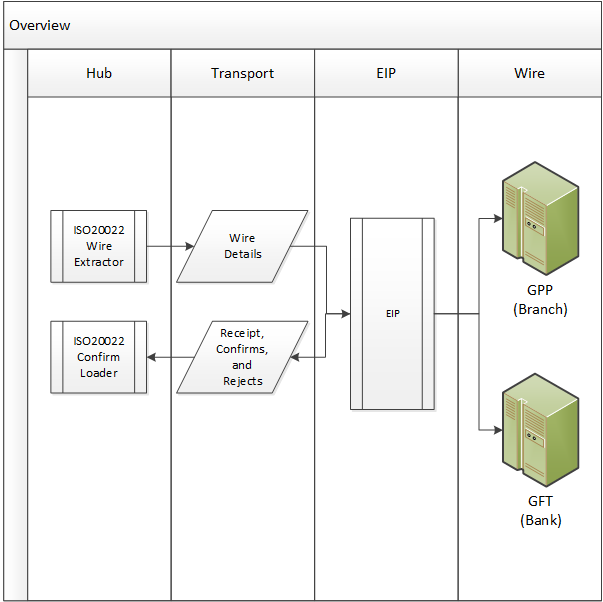 Overview
Hub
Transport
EIP
Wire
ISO20022
Wire
Extractor
Wire
Details
GPP
(Branch)
EIP
ISO20022
Confirm
Loader
Receipt,
Confirms,
and
Rejects
GFT
(Bank)